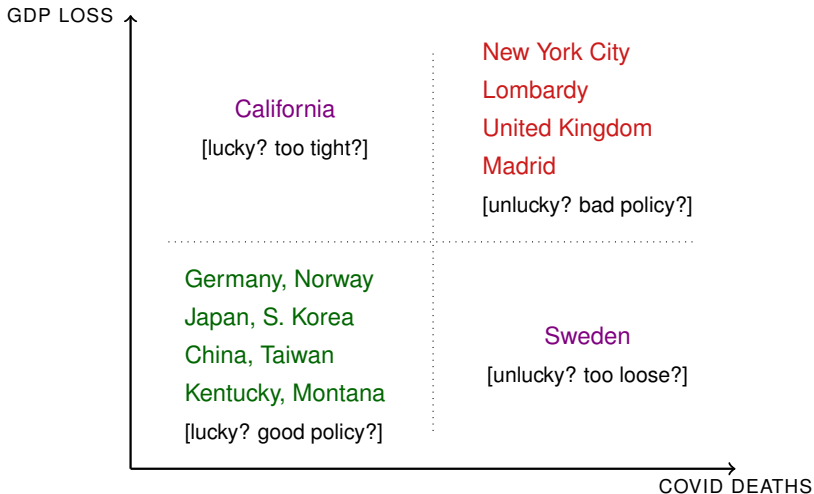 GDP LOSS
California
[lucky? too tight?]
New York City
Lombardy
United Kingdom
Madrid
[unlucky? bad policy?]
Germany, Norway
Japan, S. Korea
China, Taiwan
Kentucky, Montana
[lucky? good policy?]
Sweden
[unlucky? too loose?]
COVID DEATHS